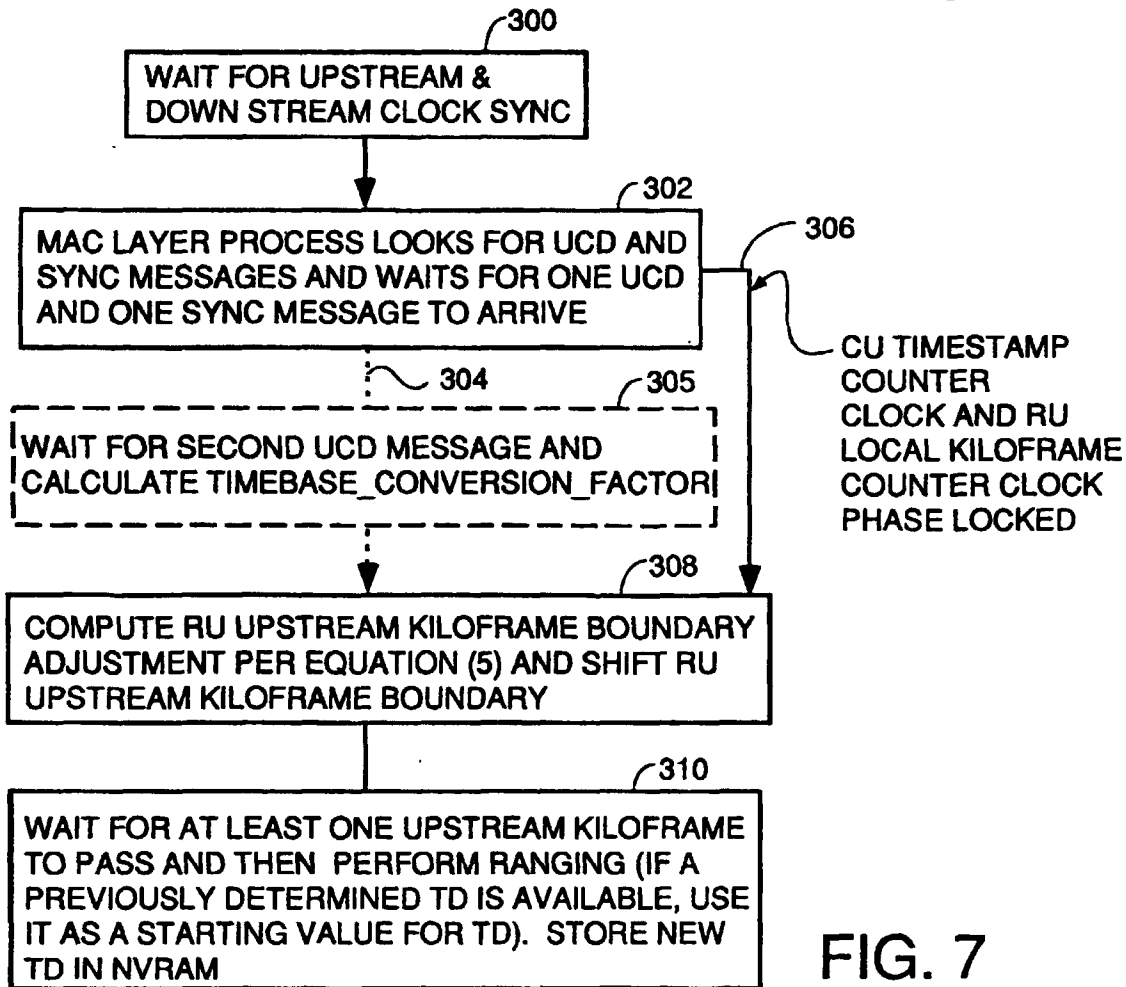 300
WAIT FOR UPSTREAM &
DOWN STREAM CLOCK SYNC
302
MAC LAYER PROCESS LOOKS FOR UCD AND
SYNC MESSAGES AND WAITS FOR ONE UCD
AND ONE SYNC MESSAGE TO ARRIVE
306
CU TIMESTAMP
COUNTER
CLOCK AND RU
LOCAL KILOFRAME
COUNTER CLOCK
PHASE LOCKED
304
305
WAIT FOR SECOND UCD MESSAGE AND
CALCULATE TIMEBASE_CONVERSION_FACTOR
308
COMPUTE RU UPSTREAM KILOFRAME BOUNDARY
ADJUSTMENT PER EQUATION (5) AND SHIFT RU
UPSTREAM KILOFRAME BOUNDARY
310
WAIT FOR AT LEAST ONE UPSTREAM KILOFRAME
TO PASS AND THEN PERFORM RANGING (IF A
PREVIOUSLY DETERMINED TD IS AVAILABLE, USE
IT AS A STARTING VALUE FOR TD). STORE NEW
TD IN NVRAM
FIG. 7